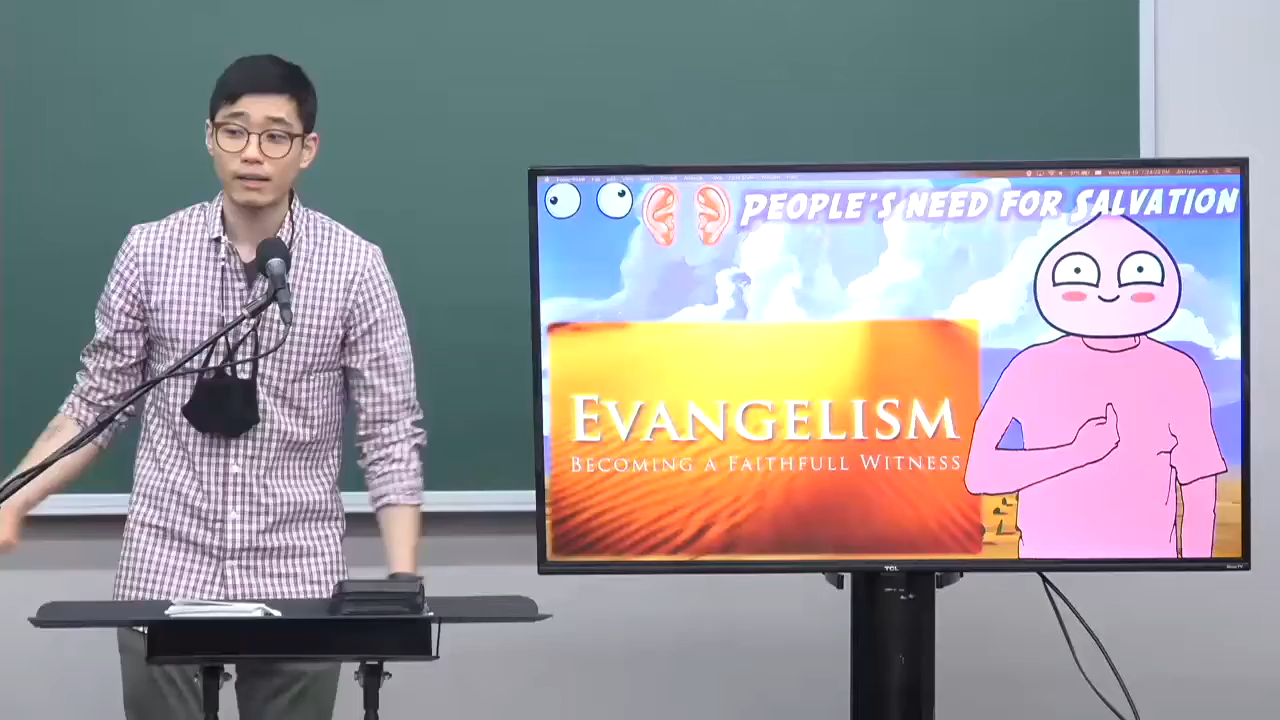 PEOPLE'S NEED FOR SALVATION
EVANGELISM
BECOMING A FAITHFULL WITNESS
TCL